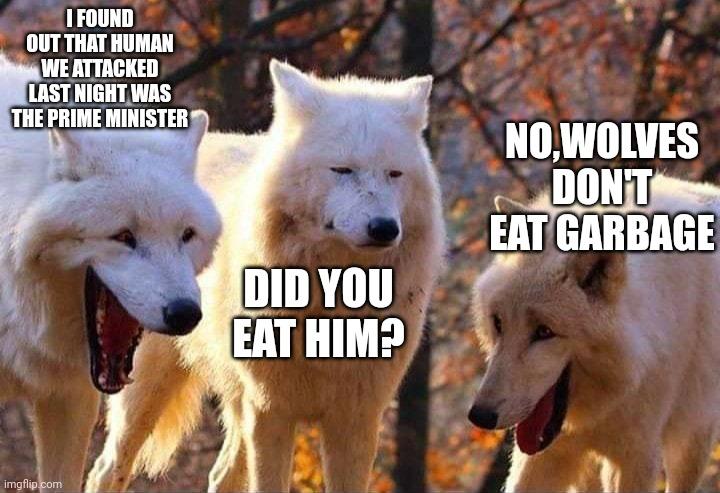 I FOUND
OUT THAT HUMAN
WE ATTACKED
LAST NIGHT WAS
THE PRIME MINISTER
DID YOU
EAT HIM?
NO,WOLVES
DON'T
EAT GARBAGE
imgflip.com